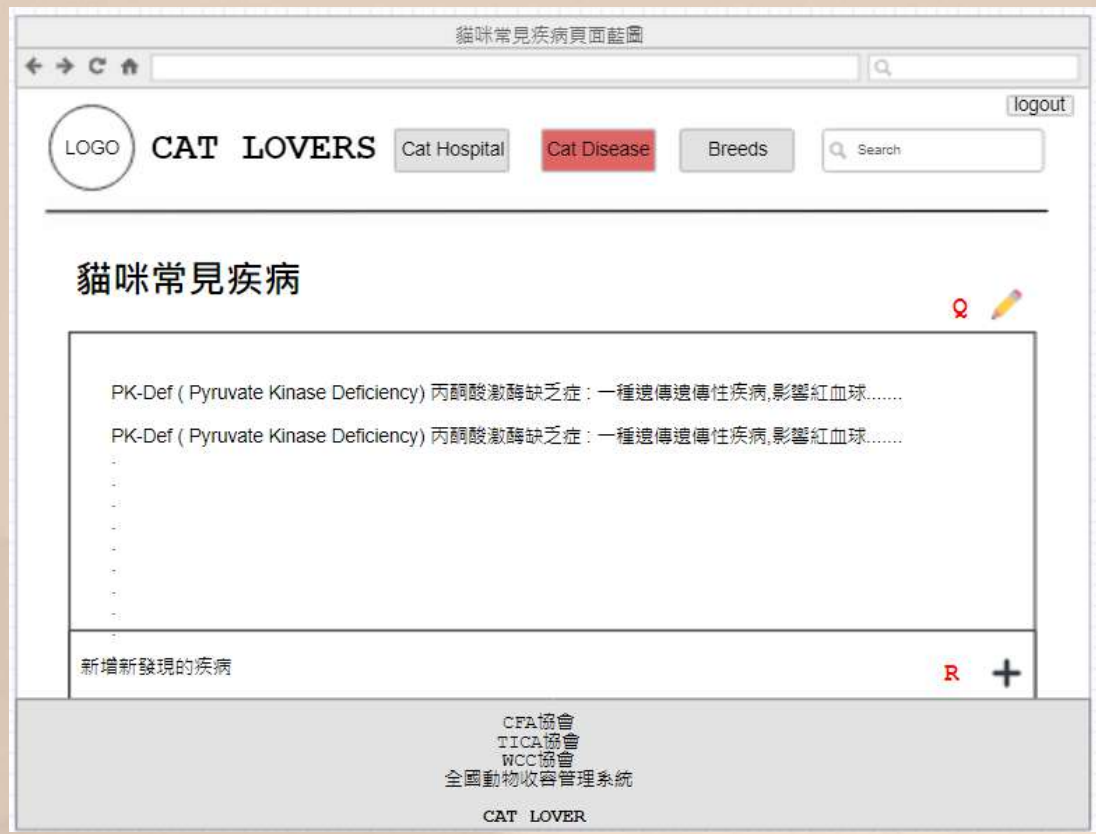 貓咪常見疾病頁面藍圖
logout
LOGO CAT LOVERS Cat Hospital Cat Disease Breeds Search
貓咪常見疾病
Q
PK-Def ( Pyruvate Kinase Deficiency) 丙酮酸激酶缺乏症 : 一種遺傳遺傳性疾病,影響紅血球.......
PK-Def ( Pyruvate Kinase Deficiency) 丙酮酸激酶缺乏症 : 一種遺傳遺傳性疾病,影響紅血球.......
新增新發現的疾病 R
CFA協會
TICA協會
WCC協會
全國動物收容管理系統
CAT LOVER